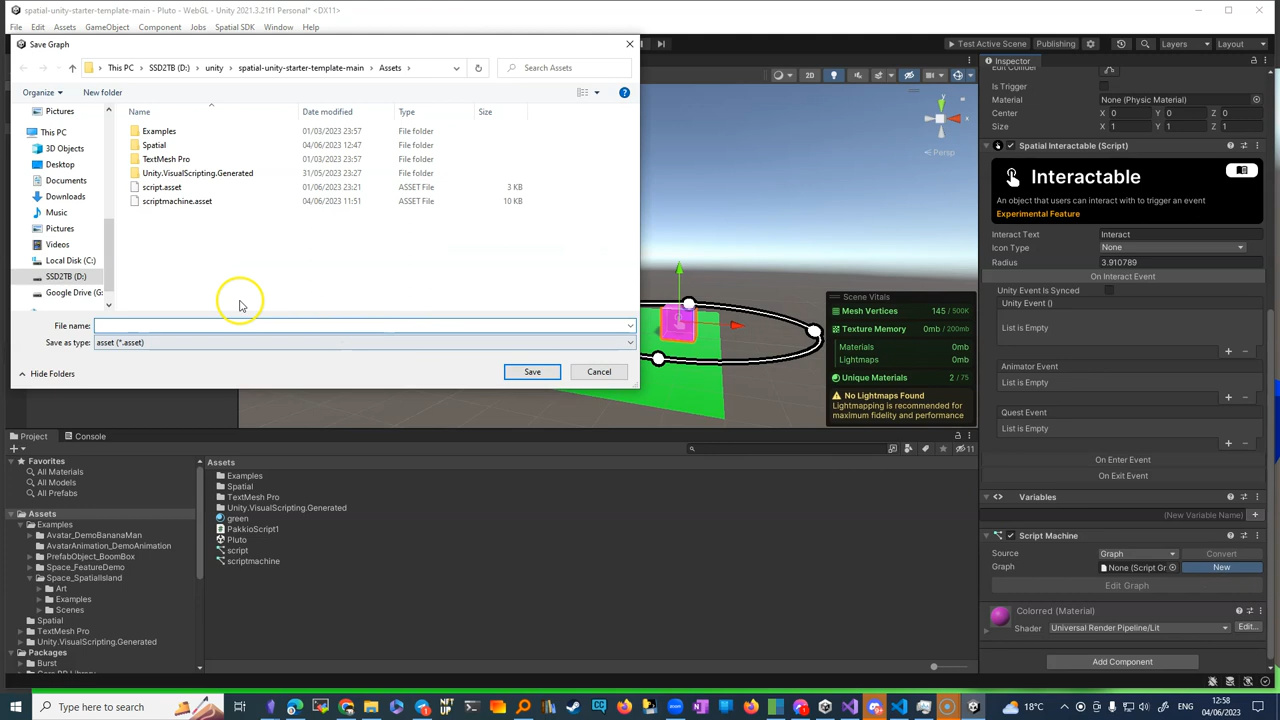 spatial-unity-starter-template-main - Pluto - WebGL - Unity 2021.3.21f1 Personal* <DX11>
File Edit Assets GameObject Component Jobs Spatial SDK Window Help
Save Graph
Test Active Scene Publishing Layers Layout
This PC SSD2TB (D:) unity spatial-unity-starter-template-main Assets Search Assets
Inspector
Organize New folder
2D
Edit Collider
Is Trigger
Material None (Physic Material)
Center X 0 Y 0 Z 0
Size X 1 Y 1 Z 1
Name Date modified Type Size
Pictures
This PC
3D Objects
Desktop
Documents
Downloads
Music
Pictures
Videos
Local Disk (C:)
SSD2TB (D:)
Google Drive (G:
Examples 01/03/2023 23:57 File folder
Spatial 04/06/2023 12:47 File folder
TextMesh Pro 01/03/2023 23:57 File folder
Unity.VisualScripting.Generated 31/05/2023 23:27 File folder
script.asset 01/06/2023 23:21 ASSET File 3 KB
scriptmachine.asset 04/06/2023 11:51 ASSET File 10 KB
File name:
Save as type: asset (*.asset)
Hide Folders Save Cancel
y
x
Persp
Scene Vitals
Mesh Vertices 145 / 500K
Texture Memory 0mb / 200mb
Materials 0mb
Lightmaps 0mb
Unique Materials 2 / 75
No Lightmaps Found
Lightmapping is recommended for
maximum fidelity and performance
Spatial Interactable (Script)
Interactable
An object that users can interact with to trigger an event
Experimental Feature
Interact Text Interact
Icon Type None
Radius 3.910789
On Interact Event
Unity Event Is Synced
Unity Event ()
List is Empty
Animator Event
List is Empty
Quest Event
List is Empty
On Enter Event
On Exit Event
Variables
(New Variable Name)
Script Machine
Source Graph Convert
Graph None (Script Gr New
Edit Graph
Colorred (Material)
Shader Universal Render Pipeline/Lit Edit...
Add Component
Project Console
11
Favorites
All Materials
All Models
All Prefabs
Assets
Examples
Avatar_DemoBananaMan
AvatarAnimation_DemoAnimation
PrefabObject_BoomBox
Space_FeatureDemo
Space_SpatialIsland
Art
Examples
Scenes
Spatial
TextMesh Pro
Unity.VisualScripting.Generated
Packages
Burst
Assets
Examples
Spatial
TextMesh Pro
Unity.VisualScripting.Generated
green
PakkioScript1
Pluto
script
scriptmachine
Type here to search
18°C
12:58
04/06/2023